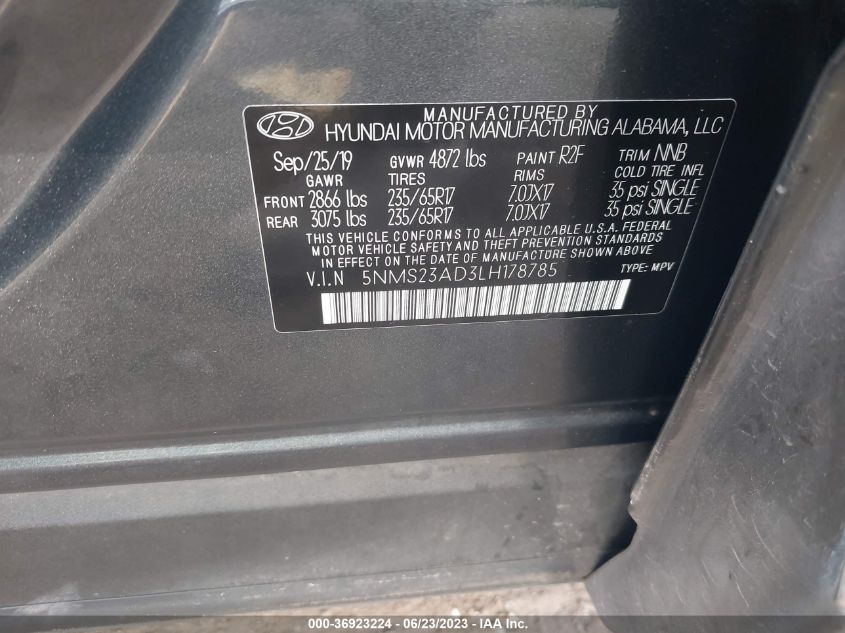 MANUFACTURED BY
HYUNDAI MOTOR MANUFACTURING ALABAMA, LLC
Sep/25/19 GVWR 4872 lbs PAINT R2F TRIM NNB
GAWR TIRES RIMS COLD TIRE INFL
FRONT 2866 lbs 235/65R17 7.0JX17 35 psi SINGLE
REAR 3075 lbs 235/65R17 7.0JX17 35 psi SINGLE
THIS VEHICLE CONFORMS TO ALL APPLICABLE U.S.A. FEDERAL
MOTOR VEHICLE SAFETY AND THEFT PREVENTION STANDARDS
IN EFFECT ON THE DATE OF MANUFACTURE SHOWN ABOVE
V.I.N 5NMS23AD3LH178785 TYPE: MPV
000-36923224 - 06/23/2023 - IAAI.com